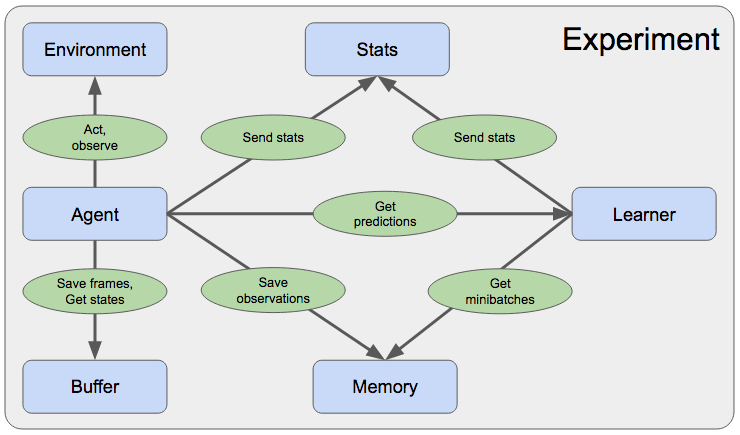 Experiment
Environment
Stats
Act,
observe
Send stats
Send stats
Agent
Get
predictions
Learner
Save frames,
Get states
Save
observations
Get
minibatches
Buffer
Memory